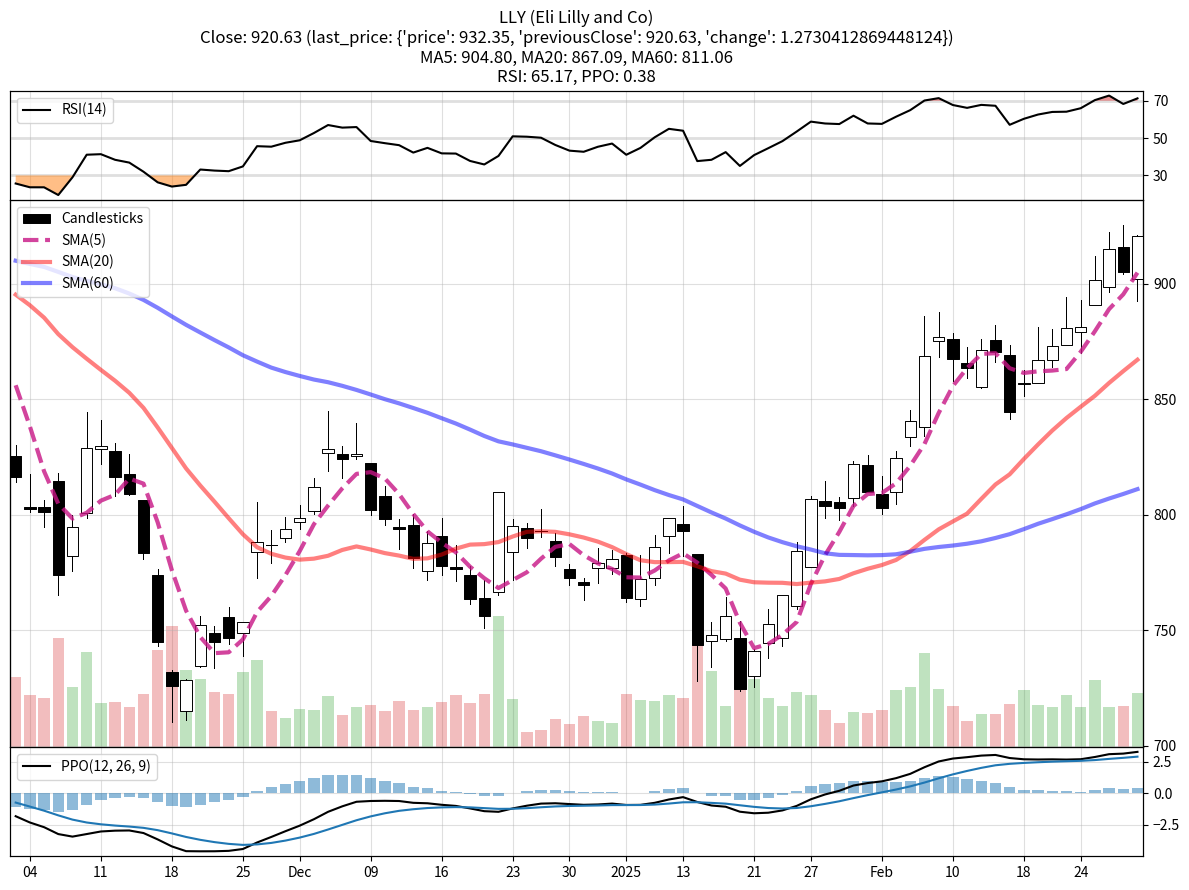 LLY (Eli Lilly and Co)
Close: 920.63 (last_price: {'price': 932.35, 'previousClose': 920.63, 'change': 1.2730412869448124})
MA5: 904.80, MA20: 867.09, MA60: 811.06
RSI: 65.17, PPO: 0.38
RSI(14)
70
50
30
Candlesticks
SMA(5)
SMA(20)
SMA(60)
900
850
800
750
700
PPO(12, 26, 9)
2.5
0.0
−2.5
04 11 18 25 Dec 09 16 23 30 2025 13 21 27 Feb 10 18 24